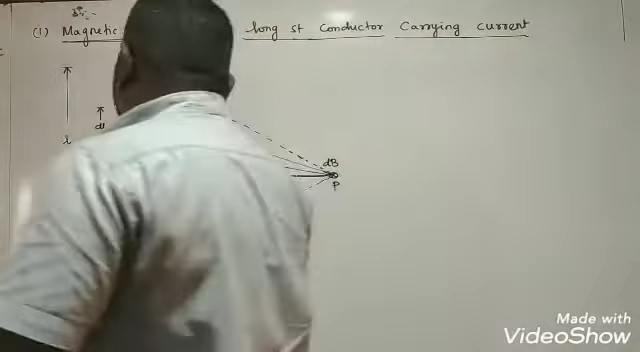 (1) Magnetic long st Conductor Carrying current
dl
l
dB
P
Made with
VideoShow